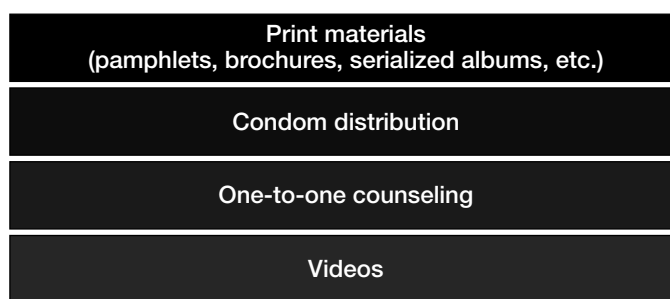 Print materials
(pamphlets, brochures, serialized albums, etc.)
Condom distribution
One-to-one counseling
Videos